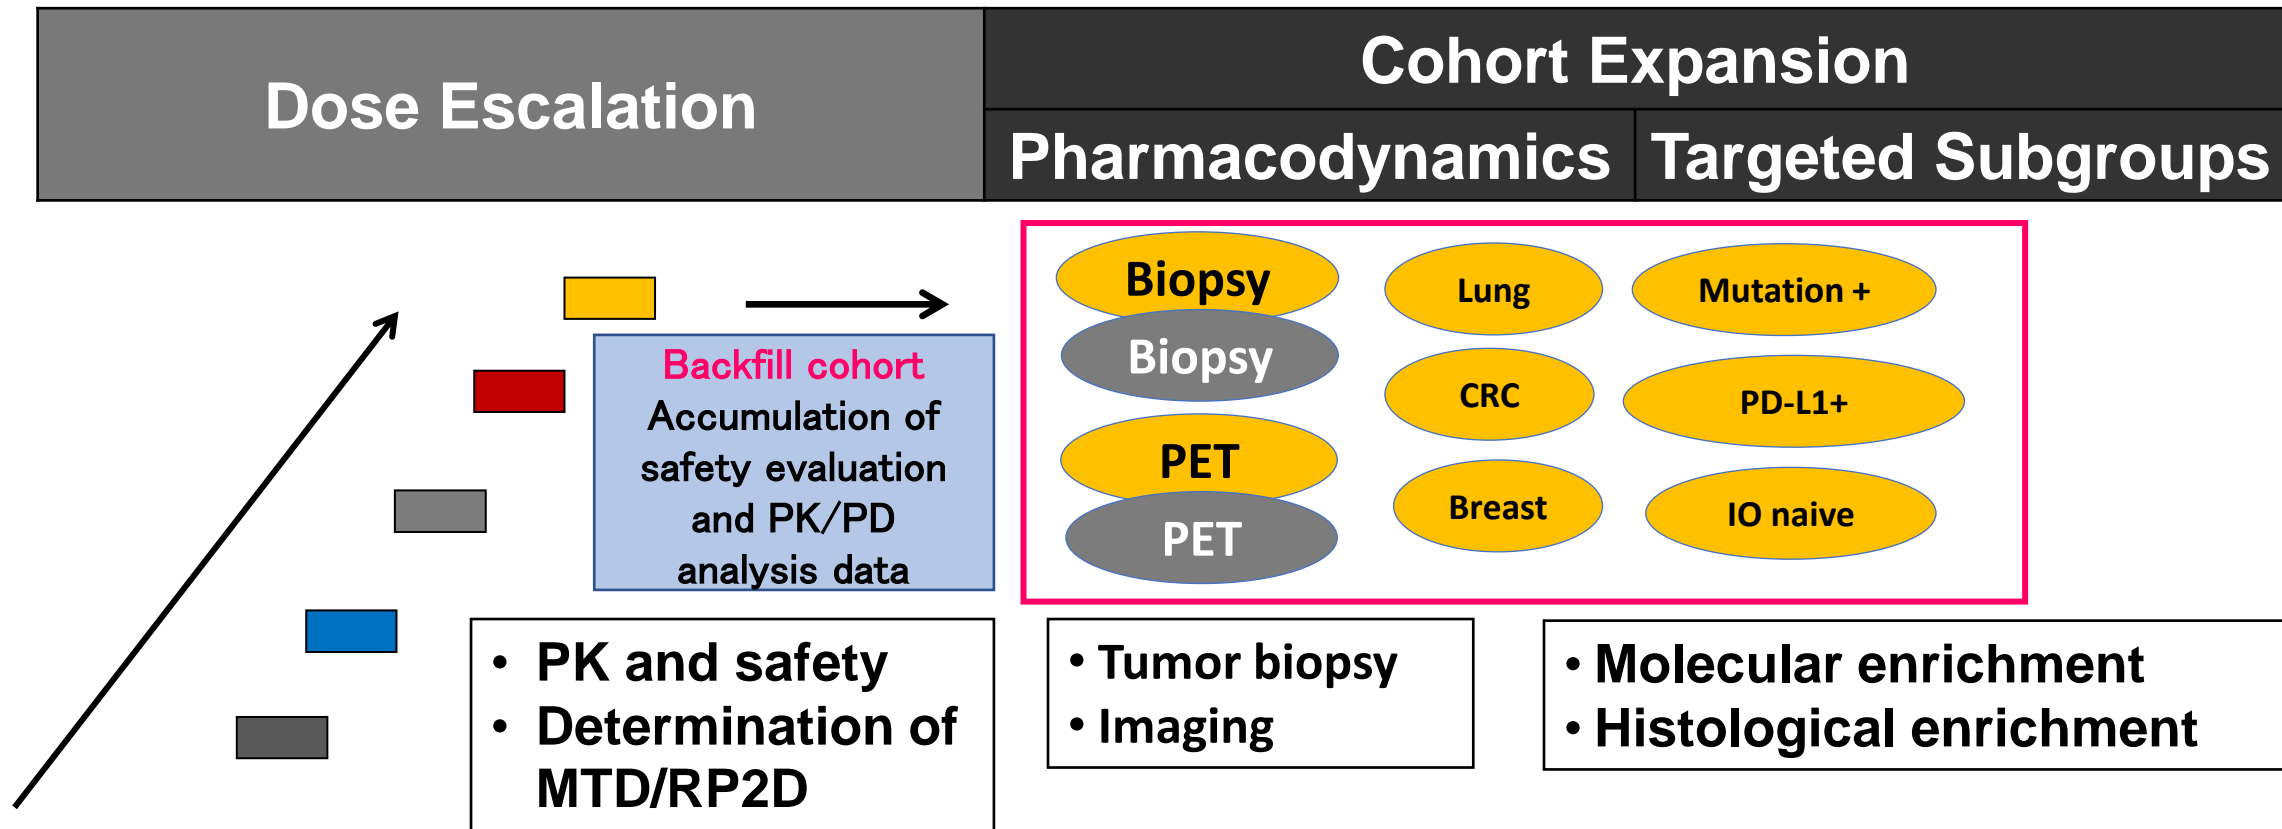 Dose Escalation
Cohort Expansion
Pharmacodynamics
Targeted Subgroups
Backfill cohort
Accumulation of
safety evaluation
and PK/PD
analysis data
Biopsy
Biopsy
PET
PET
Lung
CRC
Breast
Mutation +
PD-L1+
IO naive
• PK and safety
• Determination of
MTD/RP2D
• Tumor biopsy
• Imaging
• Molecular enrichment
• Histological enrichment